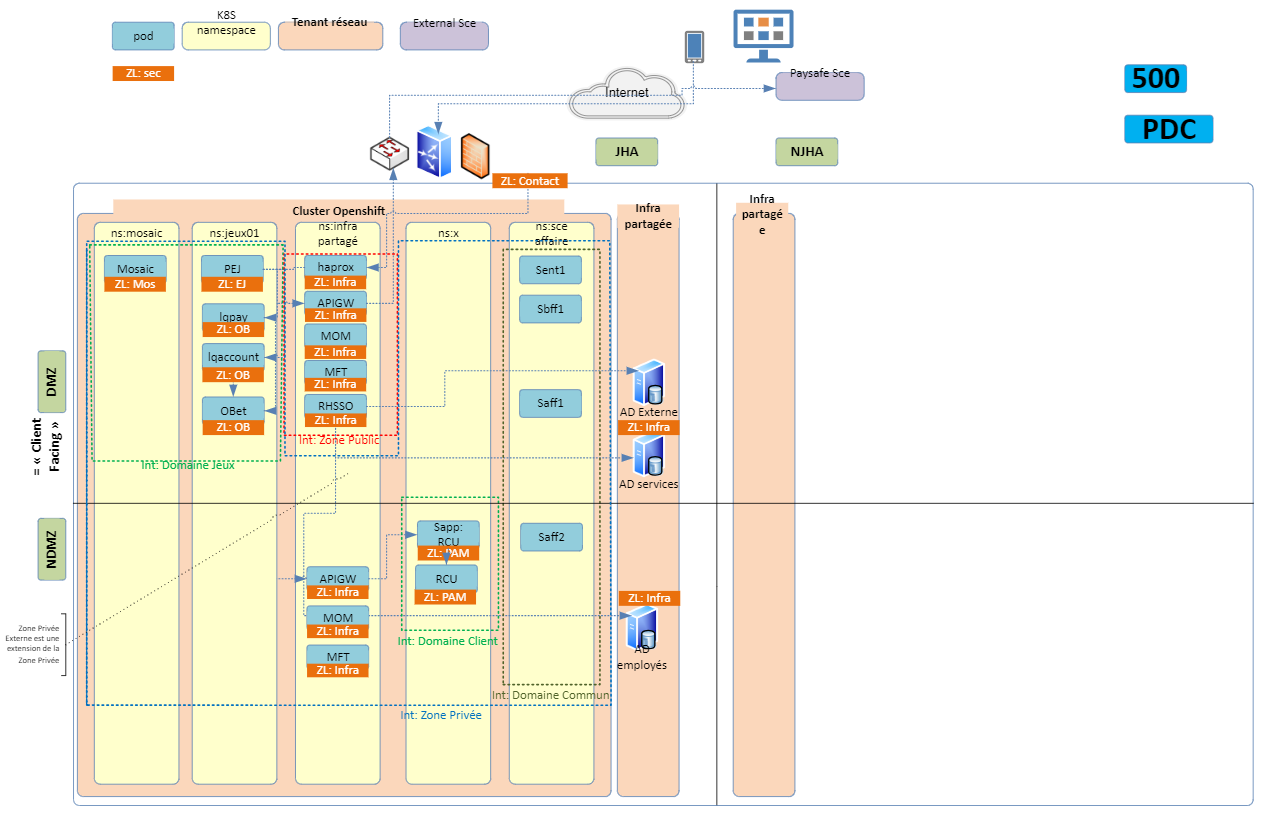 pod
K8S
namespace
Tenant réseau
External Sce
ZL: sec
Internet
Paysafe Sce
500
PDC
JHA
NJHA
ZL: Contact
Cluster Openshift
Infra
partagée
Infra
partagé
e
ns:mosaic
ns:jeux01
ns:infra
partagé
ns:x
ns:sce
affaire
Mosaic
ZL: Mos
PEJ
ZL: EJ
haprox
ZL: Infra
Sent1
lqpay
ZL: OB
APIGW
ZL: Infra
Sbff1
MOM
ZL: Infra
lqaccount
ZL: OB
MFT
ZL: Infra
OBet
ZL: OB
RHSSO
ZL: Infra
Saff1
AD Externe
ZL: Infra
AD services
Int: Zone Public
Int: Domaine Jeux
DMZ
= « Client
Facing »
NDMZ
Sapp:
RCU
ZL: PAM
Saff2
APIGW
ZL: Infra
RCU
ZL: PAM
MOM
ZL: Infra
ZL: Infra
AD
employés
MFT
ZL: Infra
Int: Domaine Client
Int: Domaine Commun
Int: Zone Privée
Zone Privée
Externe est une
extension de la
Zone Privée